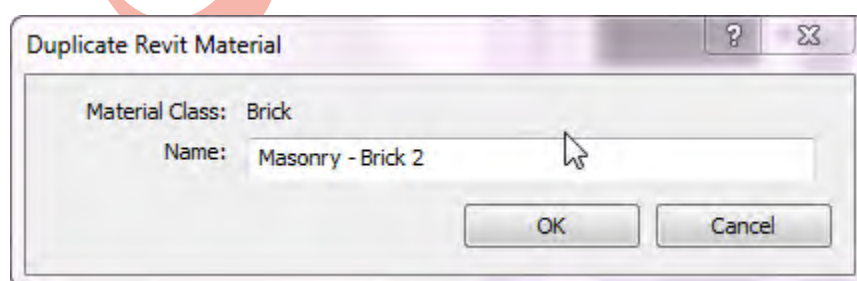 Duplicate Revit Material
Material Class: Brick
Name: Masonry - Brick 2
OK Cancel